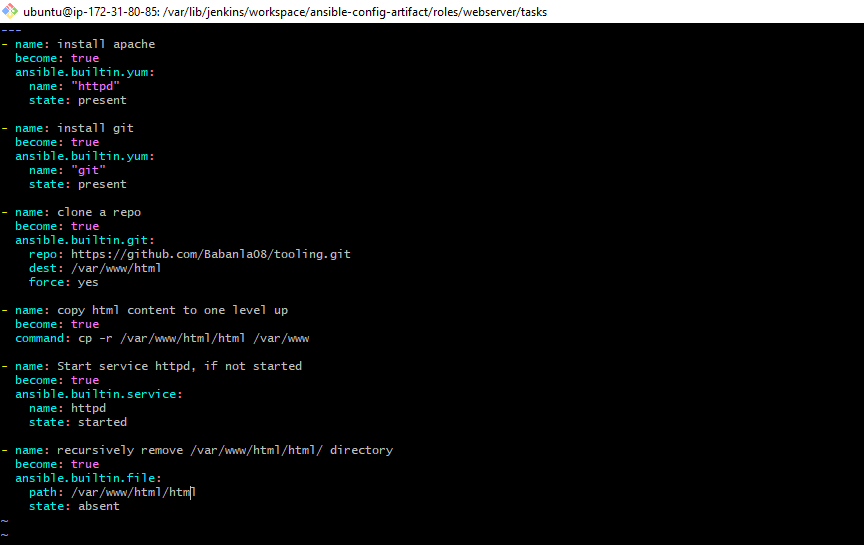 ubuntu@ip-172-31-80-85: /var/lib/jenkins/workspace/ansible-config-artifact/roles/webserver/tasks
---
- name: install apache
  become: true
  ansible.builtin.yum:
    name: "httpd"
    state: present

- name: install git
  become: true
  ansible.builtin.yum:
    name: "git"
    state: present

- name: clone a repo
  become: true
  ansible.builtin.git:
    repo: https://github.com/Babanla08/tooling.git
    dest: /var/www/html
    force: yes

- name: copy html content to one level up
  become: true
  command: cp -r /var/www/html/html /var/www

- name: Start service httpd, if not started
  become: true
  ansible.builtin.service:
    name: httpd
    state: started

- name: recursively remove /var/www/html/html/ directory
  become: true
  ansible.builtin.file:
    path: /var/www/html/html
    state: absent
~
~